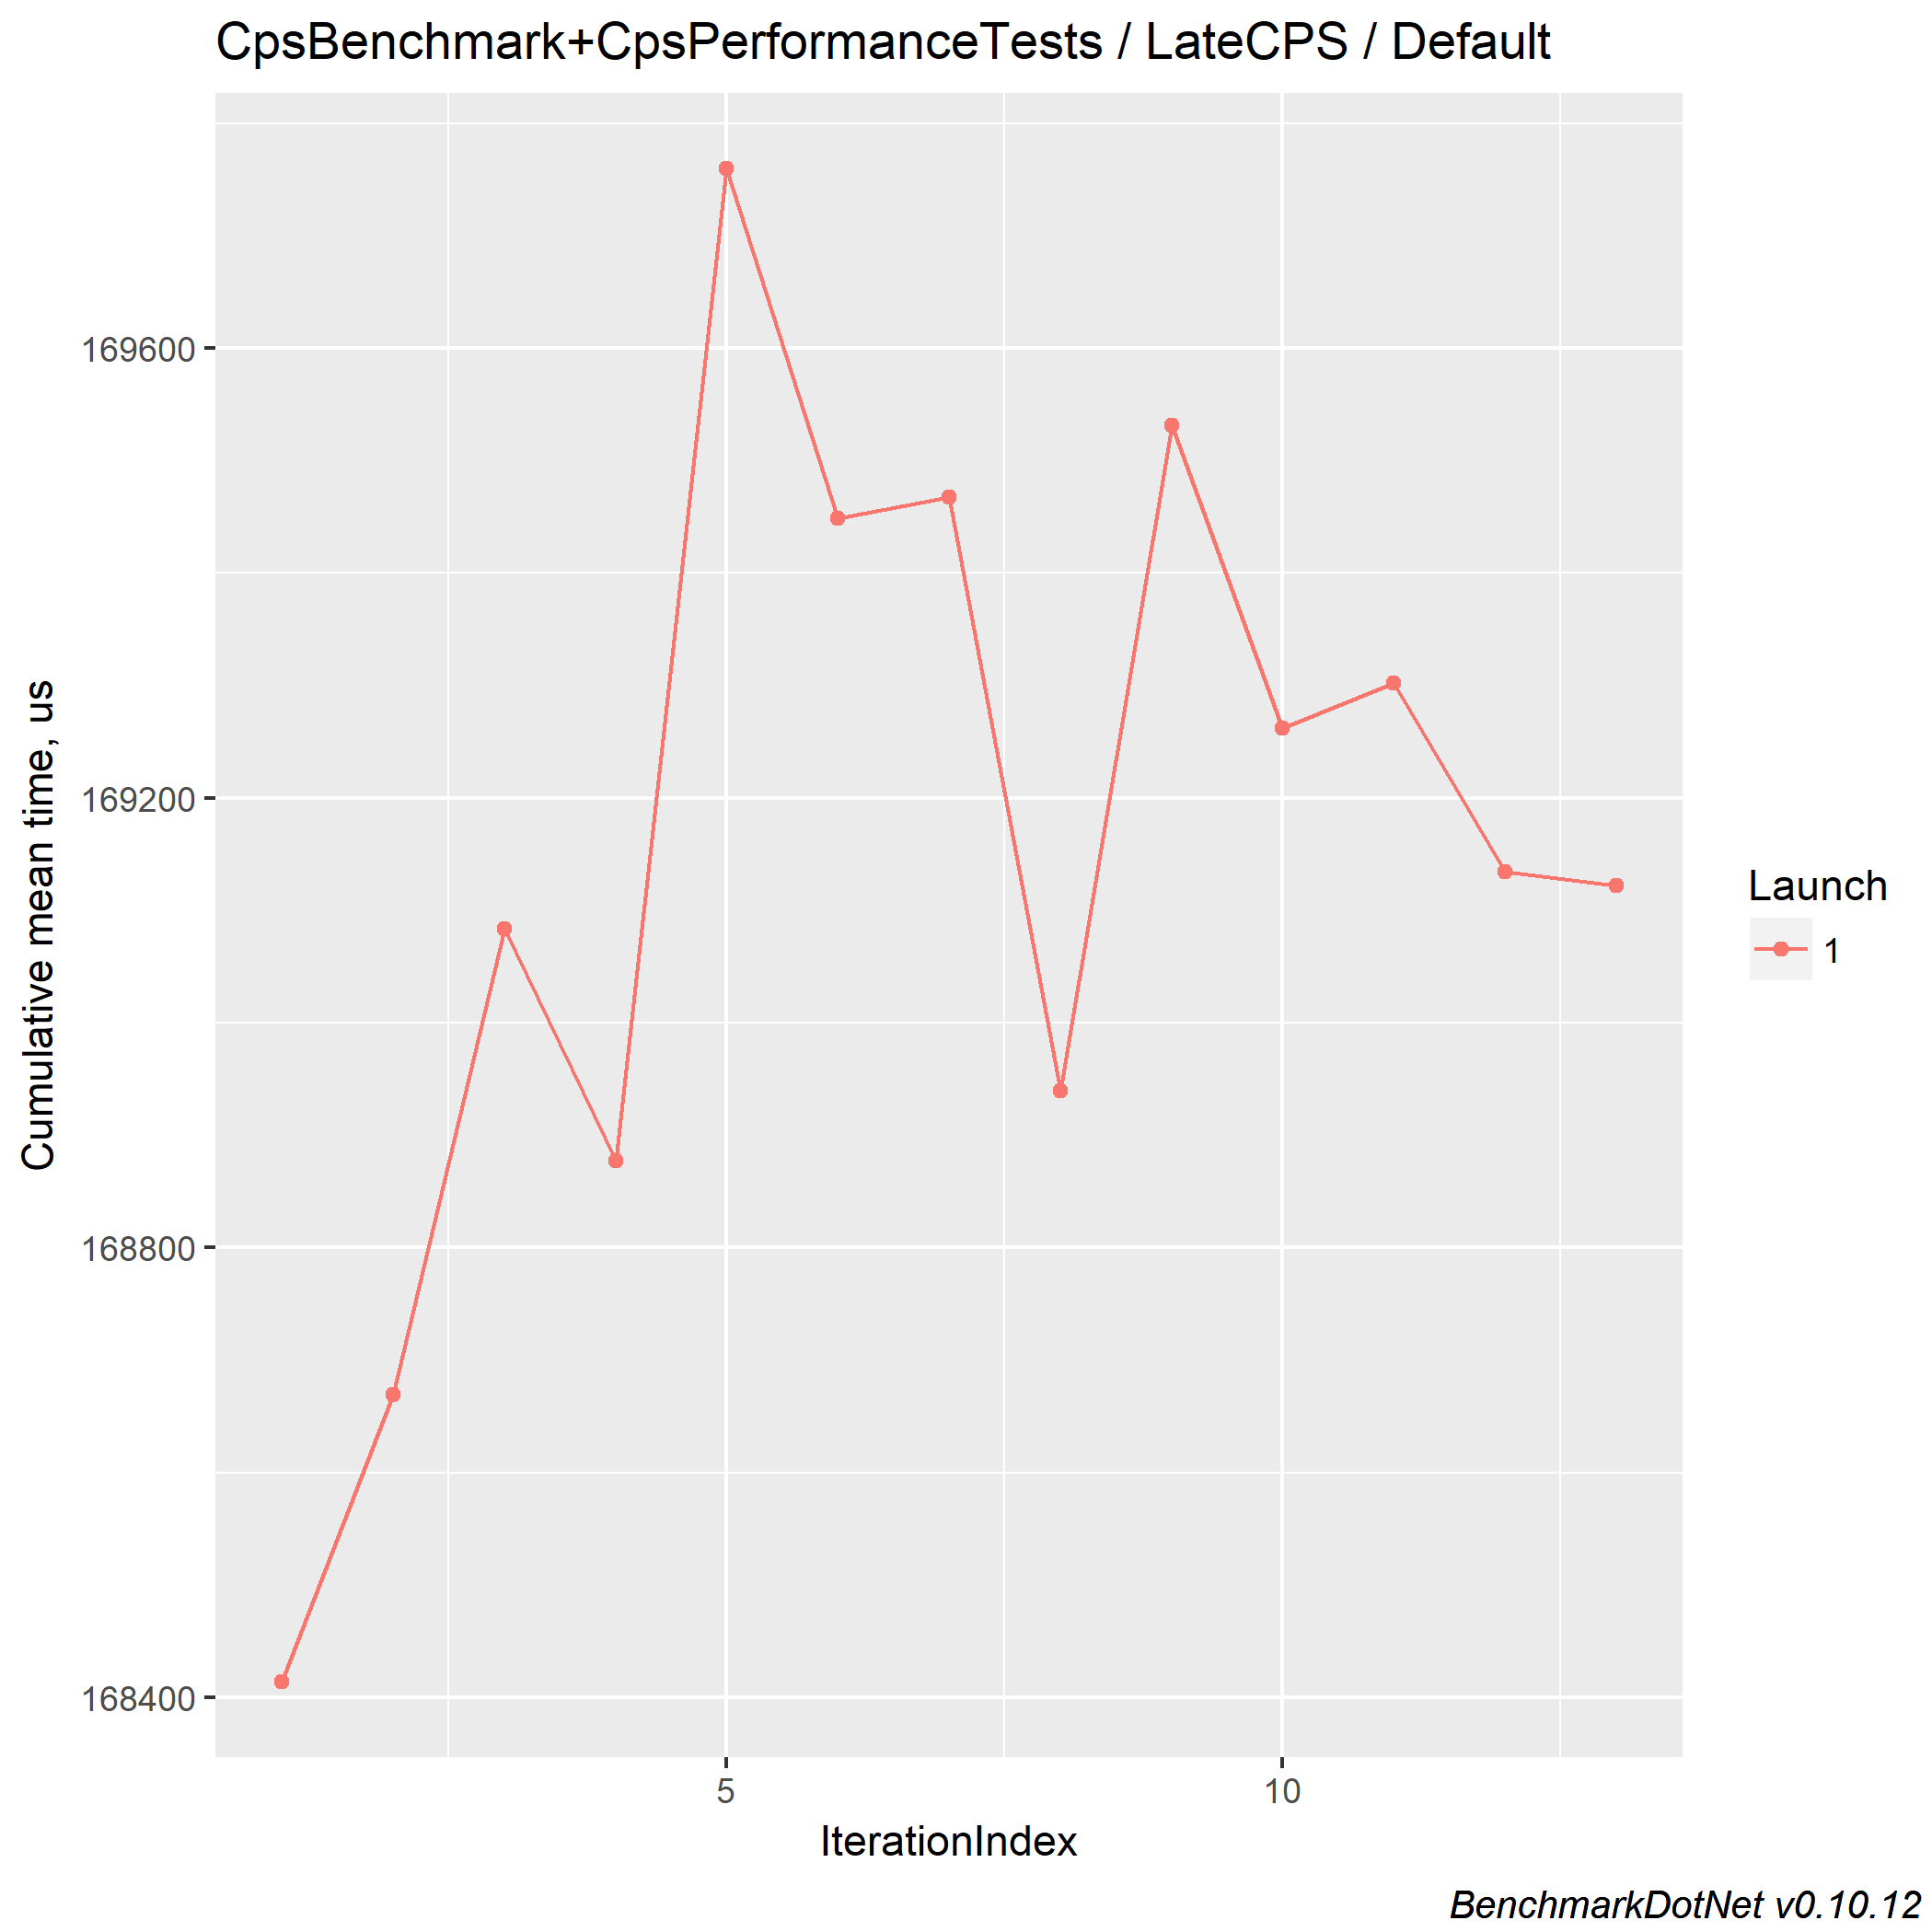 CpsBenchmark+CpsPerformanceTests / LateCPS / Default
Cumulative mean time, us
169600
169200
168800
168400
5
10
IterationIndex
Launch
1
BenchmarkDotNet v0.10.12